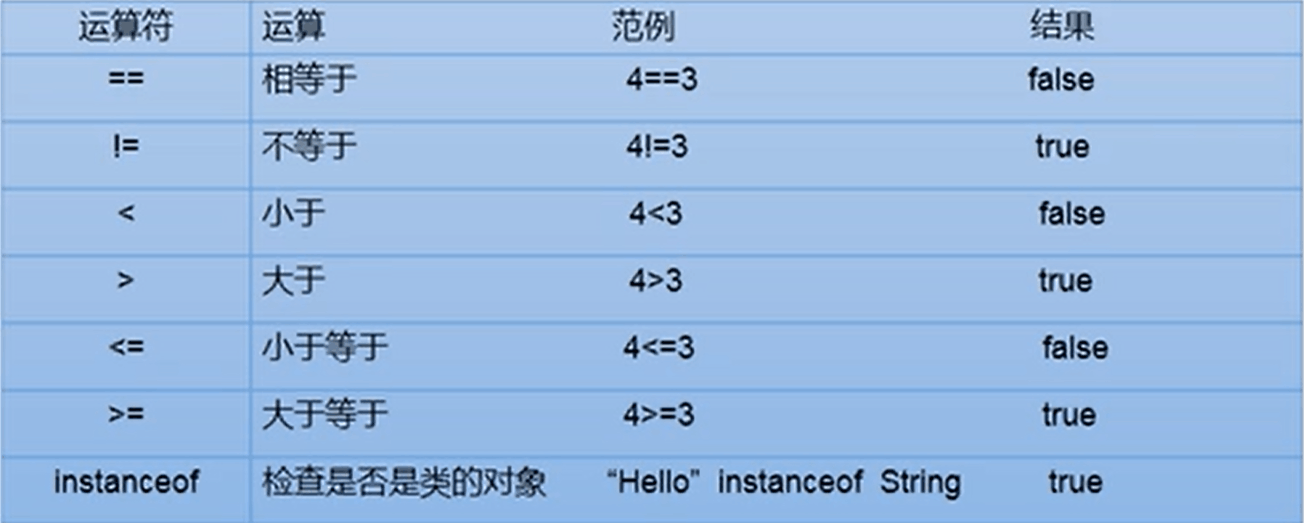 运算符 运算 范例 结果
== 相等于 4==3 false
!= 不等于 4!=3 true
< 小于 4<3 false
> 大于 4>3 true
<= 小于等于 4<=3 false
>= 大于等于 4>=3 true
instanceof 检查是否是类的对象 “Hello” instanceof String true